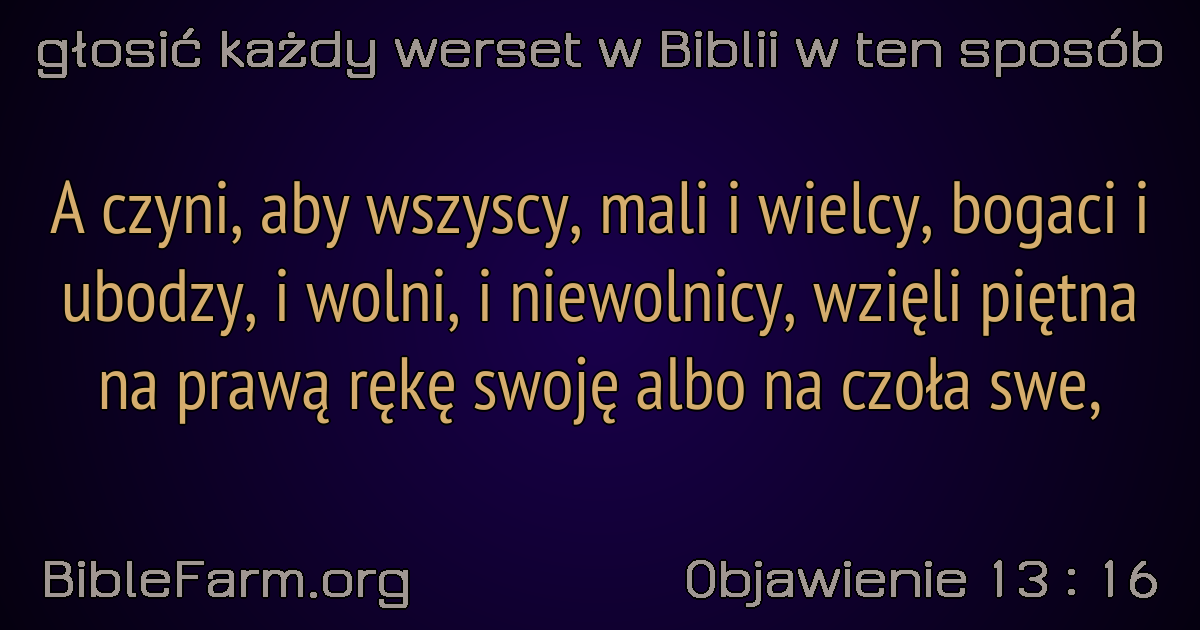 głosić każdy werset w Biblii w ten sposób
A czyni, aby wszyscy, mali i wielcy, bogaci i
ubodzy, i wolni, i niewolnicy, wzięli piętna
na prawą rękę swoję albo na czoła swe,
BibleFarm.org
Objawienie 13 : 16